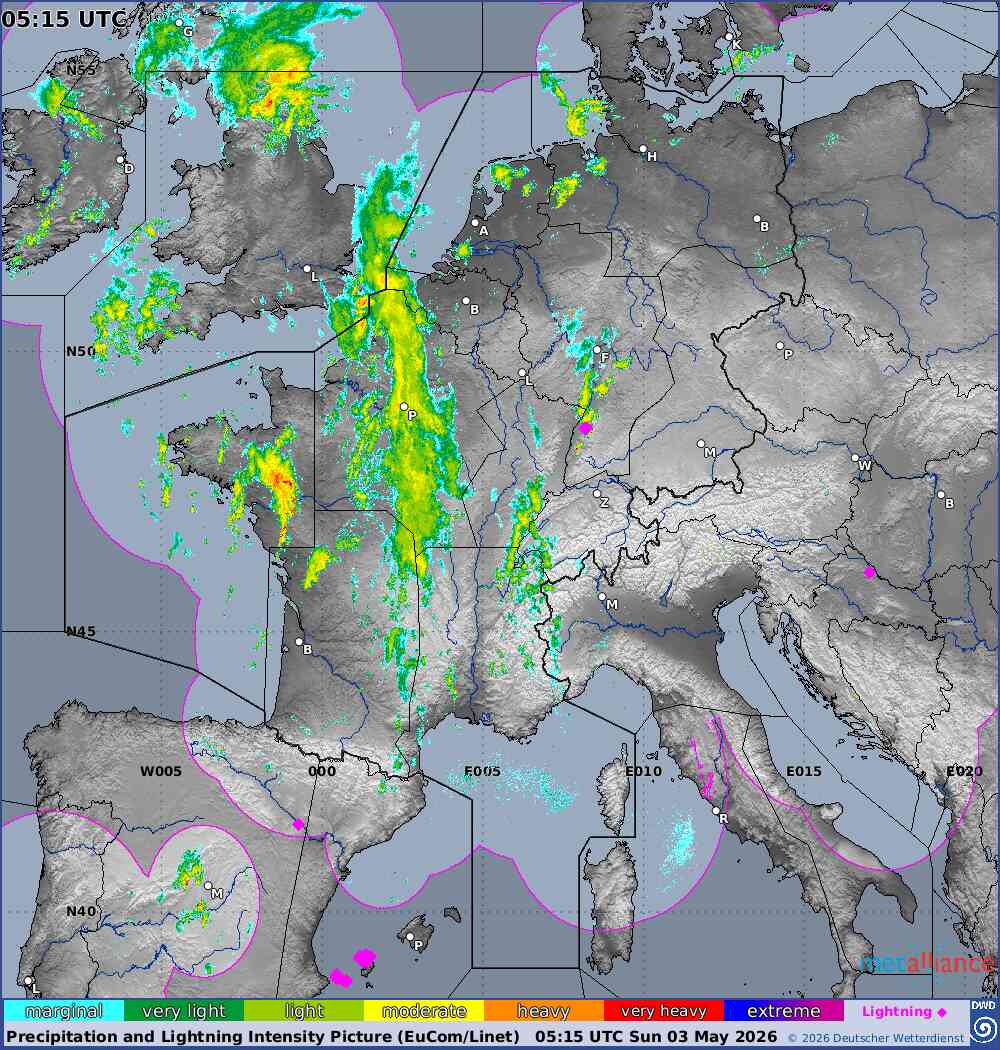 05:15 UTC
G
K
N55
D
H
A
B
L
B
N50
F
P
L
P
M
W
Z
B
M
N45
B
W005
000
E005
E010
E015
E020
R
M
N40
P
metalliance
L
marginal very light light moderate heavy very heavy extreme Lightning
DWD
Precipitation and Lightning Intensity Picture (EuCom/Linet) 05:15 UTC Sun 03 May 2026 © 2026 Deutscher Wetterdienst